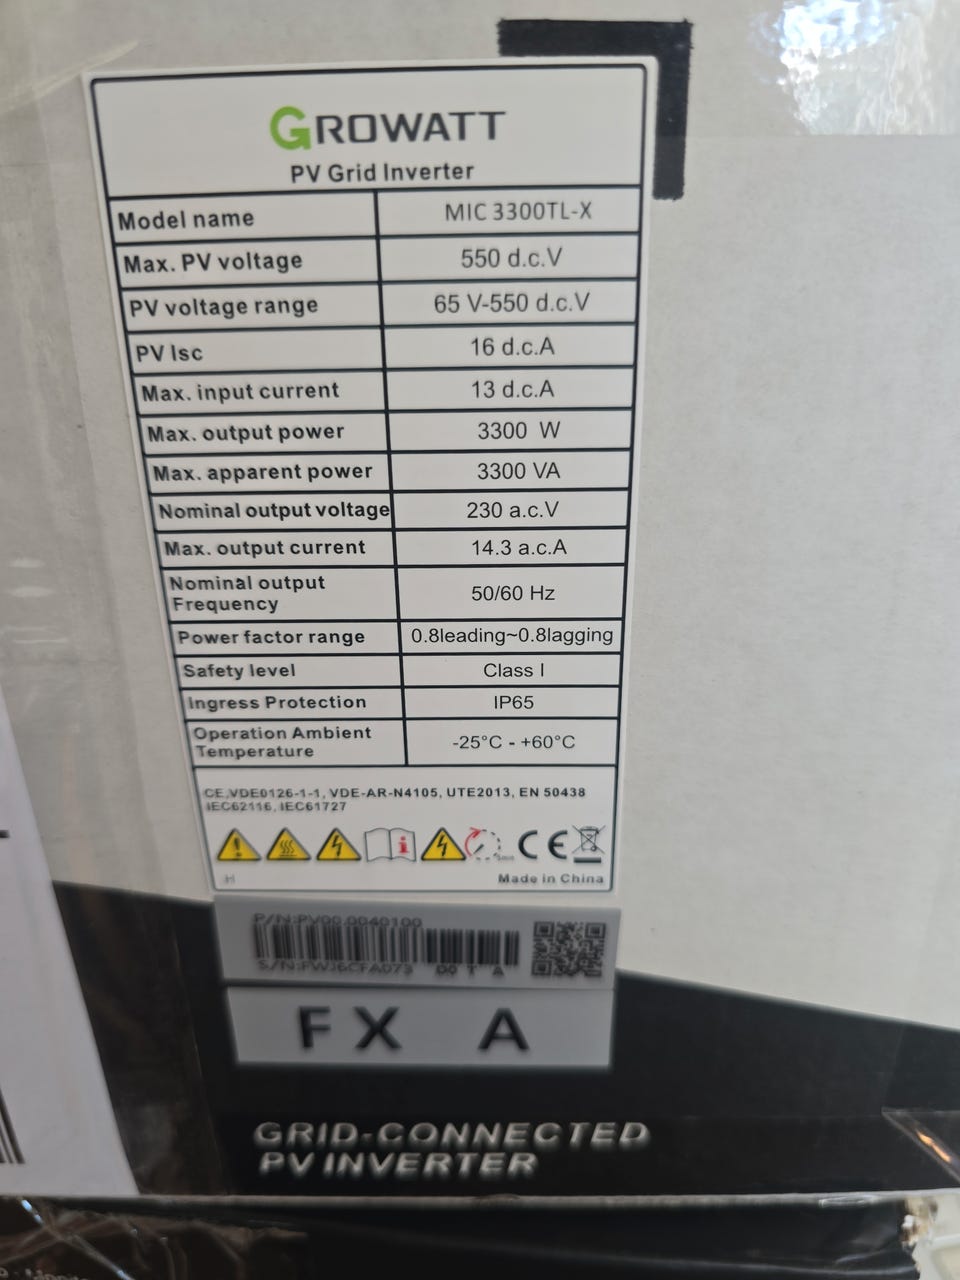 GROWATT
PV Grid Inverter
Model name MIC 3300TL-X
Max. PV voltage 550 d.c.V
PV voltage range 65 V-550 d.c.V
PV Isc 16 d.c.A
Max. input current 13 d.c.A
Max. output power 3300 W
Max. apparent power 3300 VA
Nominal output voltage 230 a.c.V
Max. output current 14.3 a.c.A
Nominal output
Frequency 50/60 Hz
Power factor range 0.8leading~0.8lagging
Safety level Class I
Ingress Protection IP65
Operation Ambient
Temperature -25°C - +60°C
CE,VDE0126-1-1, VDE-AR-N4105, UTE2013, EN 50438
IEC62116, IEC61727
i
5min
CE
Made in China
P/N:PV00.0040100
FX A
GRID-CONNECTED
PV INVERTER